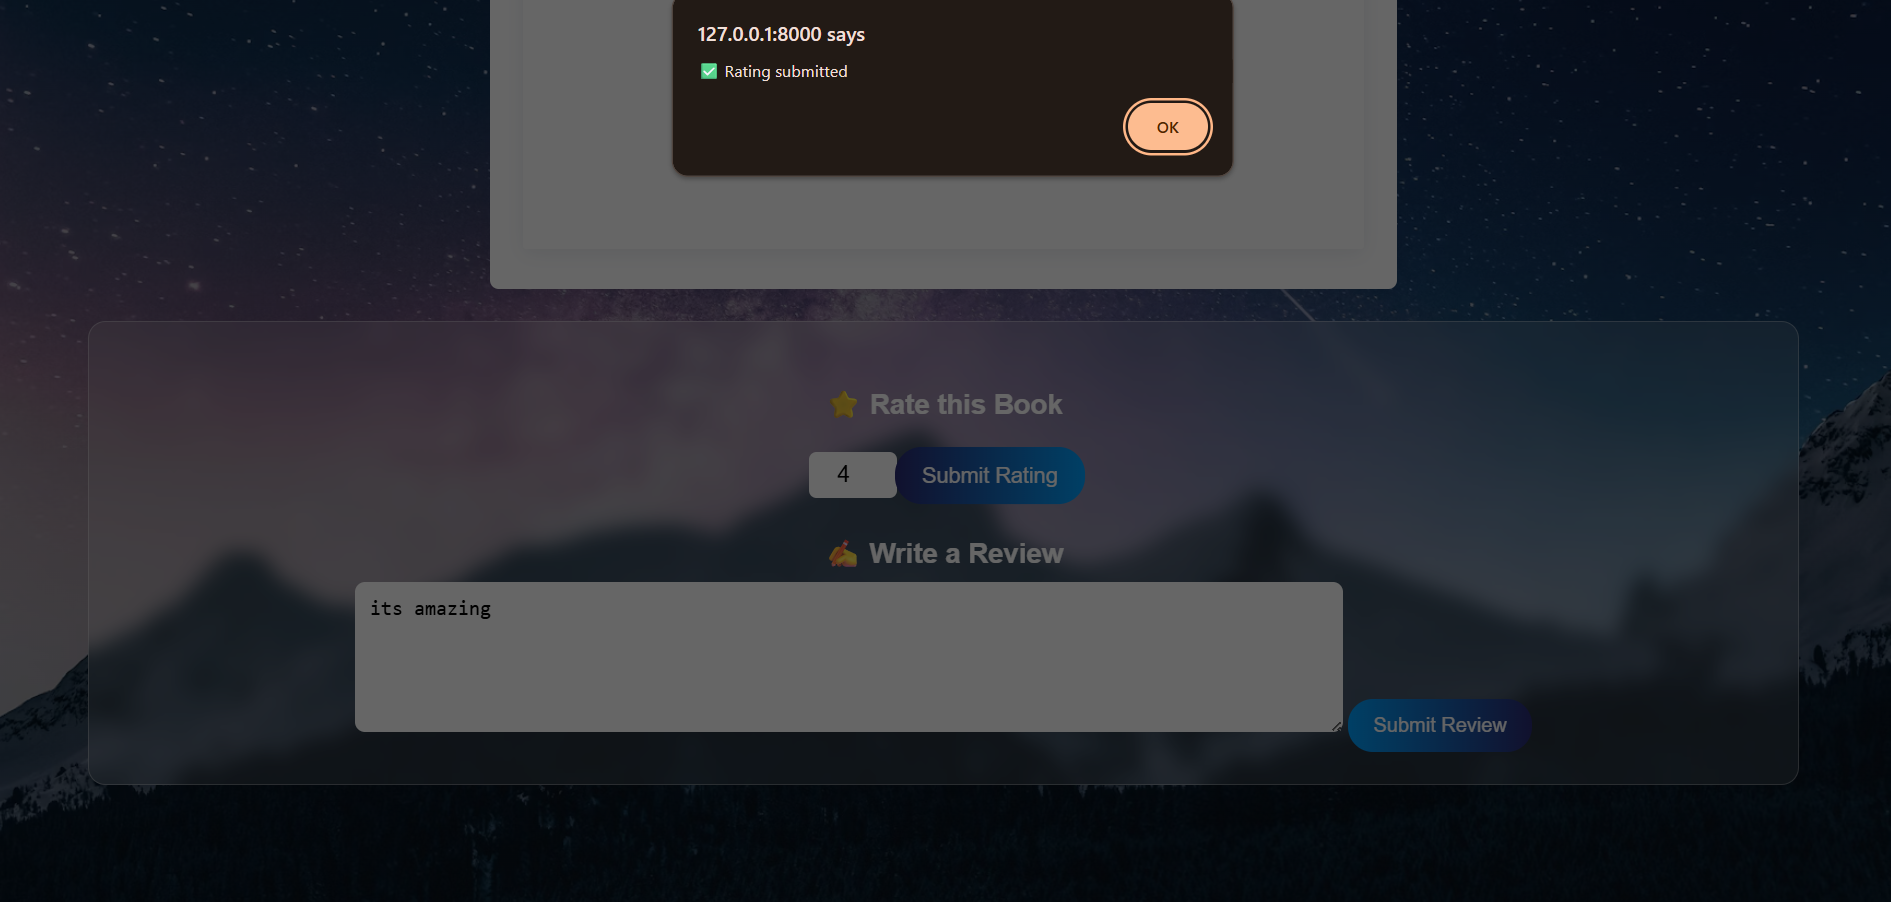 127.0.0.1:8000 says
✅ Rating submitted
OK
⭐ Rate this Book
4
Submit Rating
✍️ Write a Review
its amazing
Submit Review